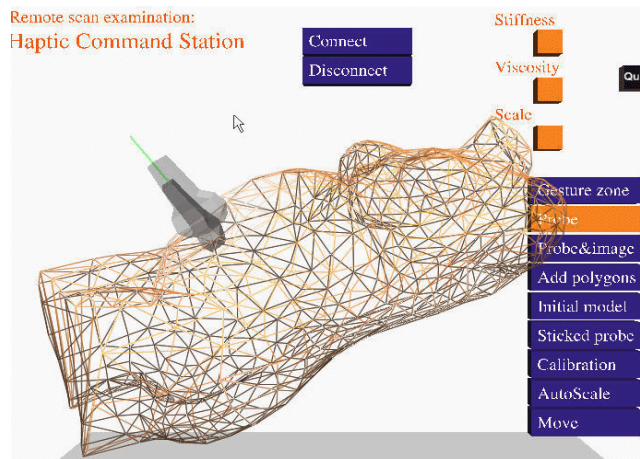 Remote scan examination:
Haptic Command Station
Connect
Disconnect
Stiffness
Viscosity
Scale
Qu
Gesture zone
Probe
Probe&image
Add polygons
Initial model
Sticked probe
Calibration
AutoScale
Move